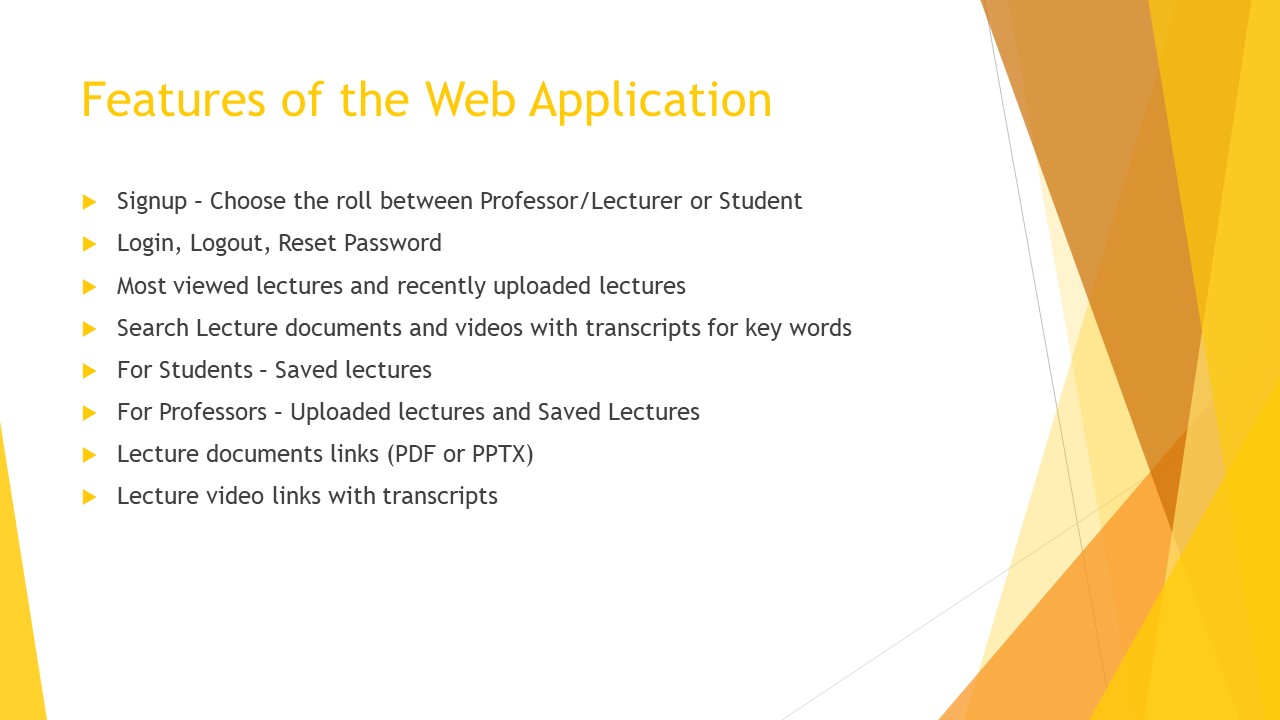 Features of the Web Application
Signup – Choose the roll between Professor/Lecturer or Student
Login, Logout, Reset Password
Most viewed lectures and recently uploaded lectures
Search Lecture documents and videos with transcripts for key words
For Students – Saved lectures
For Professors – Uploaded lectures and Saved Lectures
Lecture documents links (PDF or PPTX)
Lecture video links with transcripts